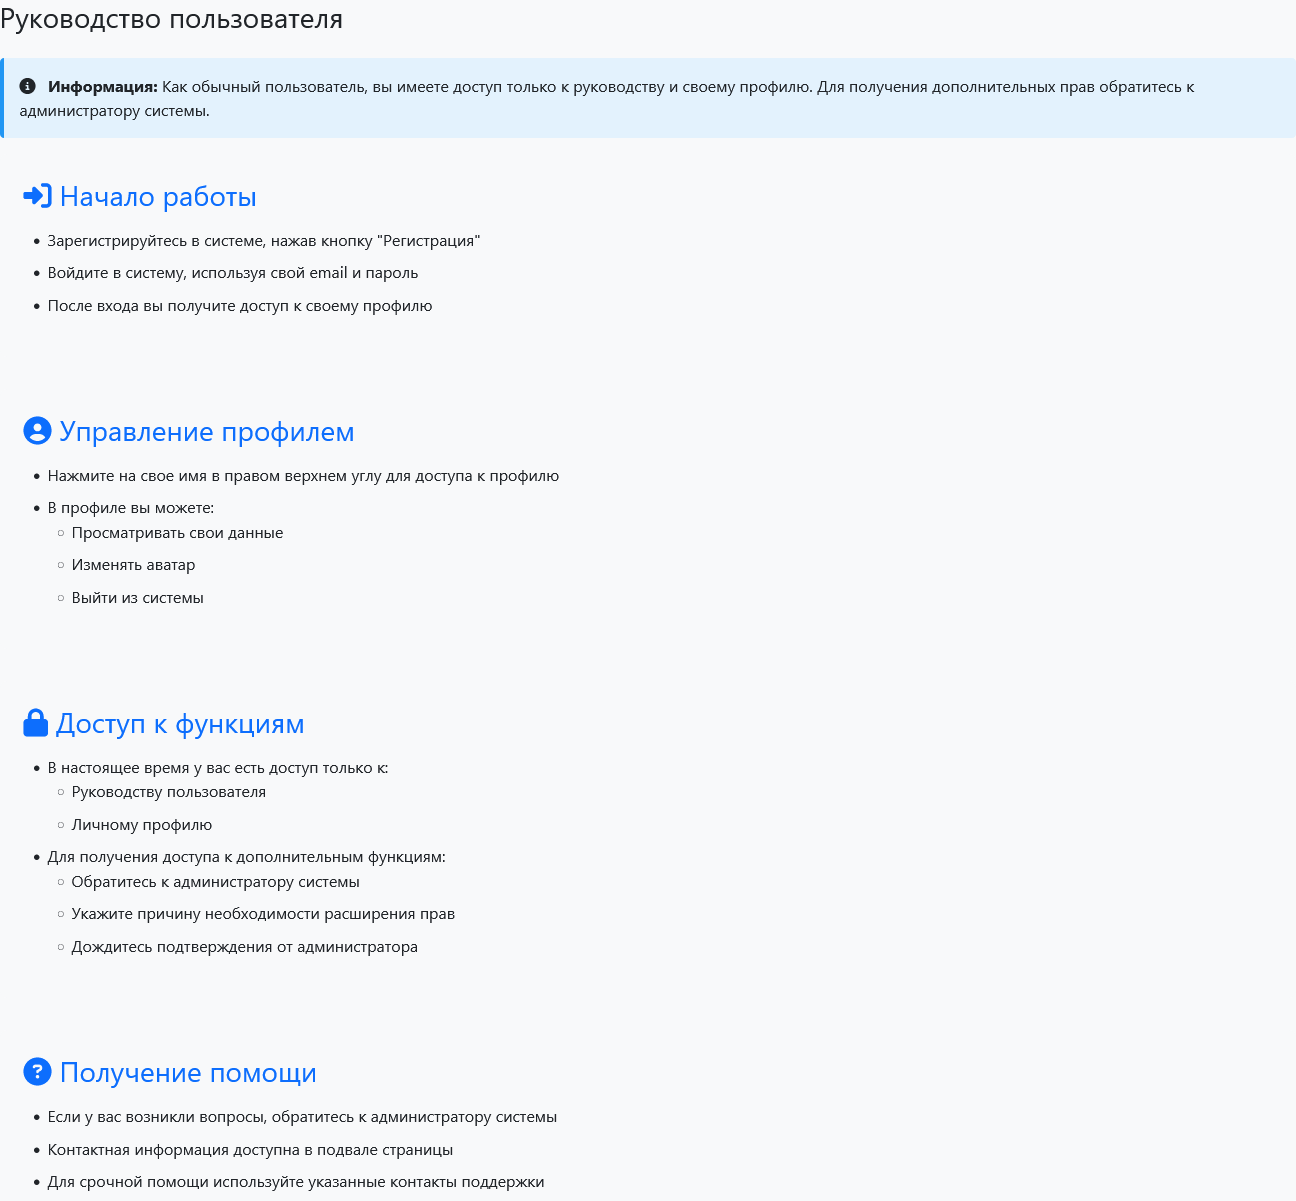 Руководство пользователя
Информация: Как обычный пользователь, вы имеете доступ только к руководству и своему профилю. Для получения дополнительных прав обратитесь к
администратору системы.
Начало работы
Зарегистрируйтесь в системе, нажав кнопку "Регистрация"
Войдите в систему, используя свой email и пароль
После входа вы получите доступ к своему профилю
Управление профилем
Нажмите на свое имя в правом верхнем углу для доступа к профилю
В профиле вы можете:
Просматривать свои данные
Изменять аватар
Выйти из системы
Доступ к функциям
В настоящее время у вас есть доступ только к:
Руководству пользователя
Личному профилю
Для получения доступа к дополнительным функциям:
Обратитесь к администратору системы
Укажите причину необходимости расширения прав
Дождитесь подтверждения от администратора
Получение помощи
Если у вас возникли вопросы, обратитесь к администратору системы
Контактная информация доступна в подвале страницы
Для срочной помощи используйте указанные контакты поддержки